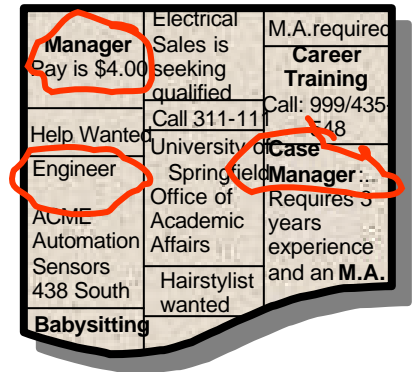 Manager
Pay is $4.00
Help Wanted
Engineer
ACME
Automation
Sensors
438 South
Babysitting
Electrical
Sales is
seeking
qualified
Call 311-111
University of
Springfield
Office of
Academic
Affairs
Hairstylist
wanted
M.A.required
Career
Training
Call: 999/435-
Case
Manager:
Requires 3
years
experience
and an M.A.